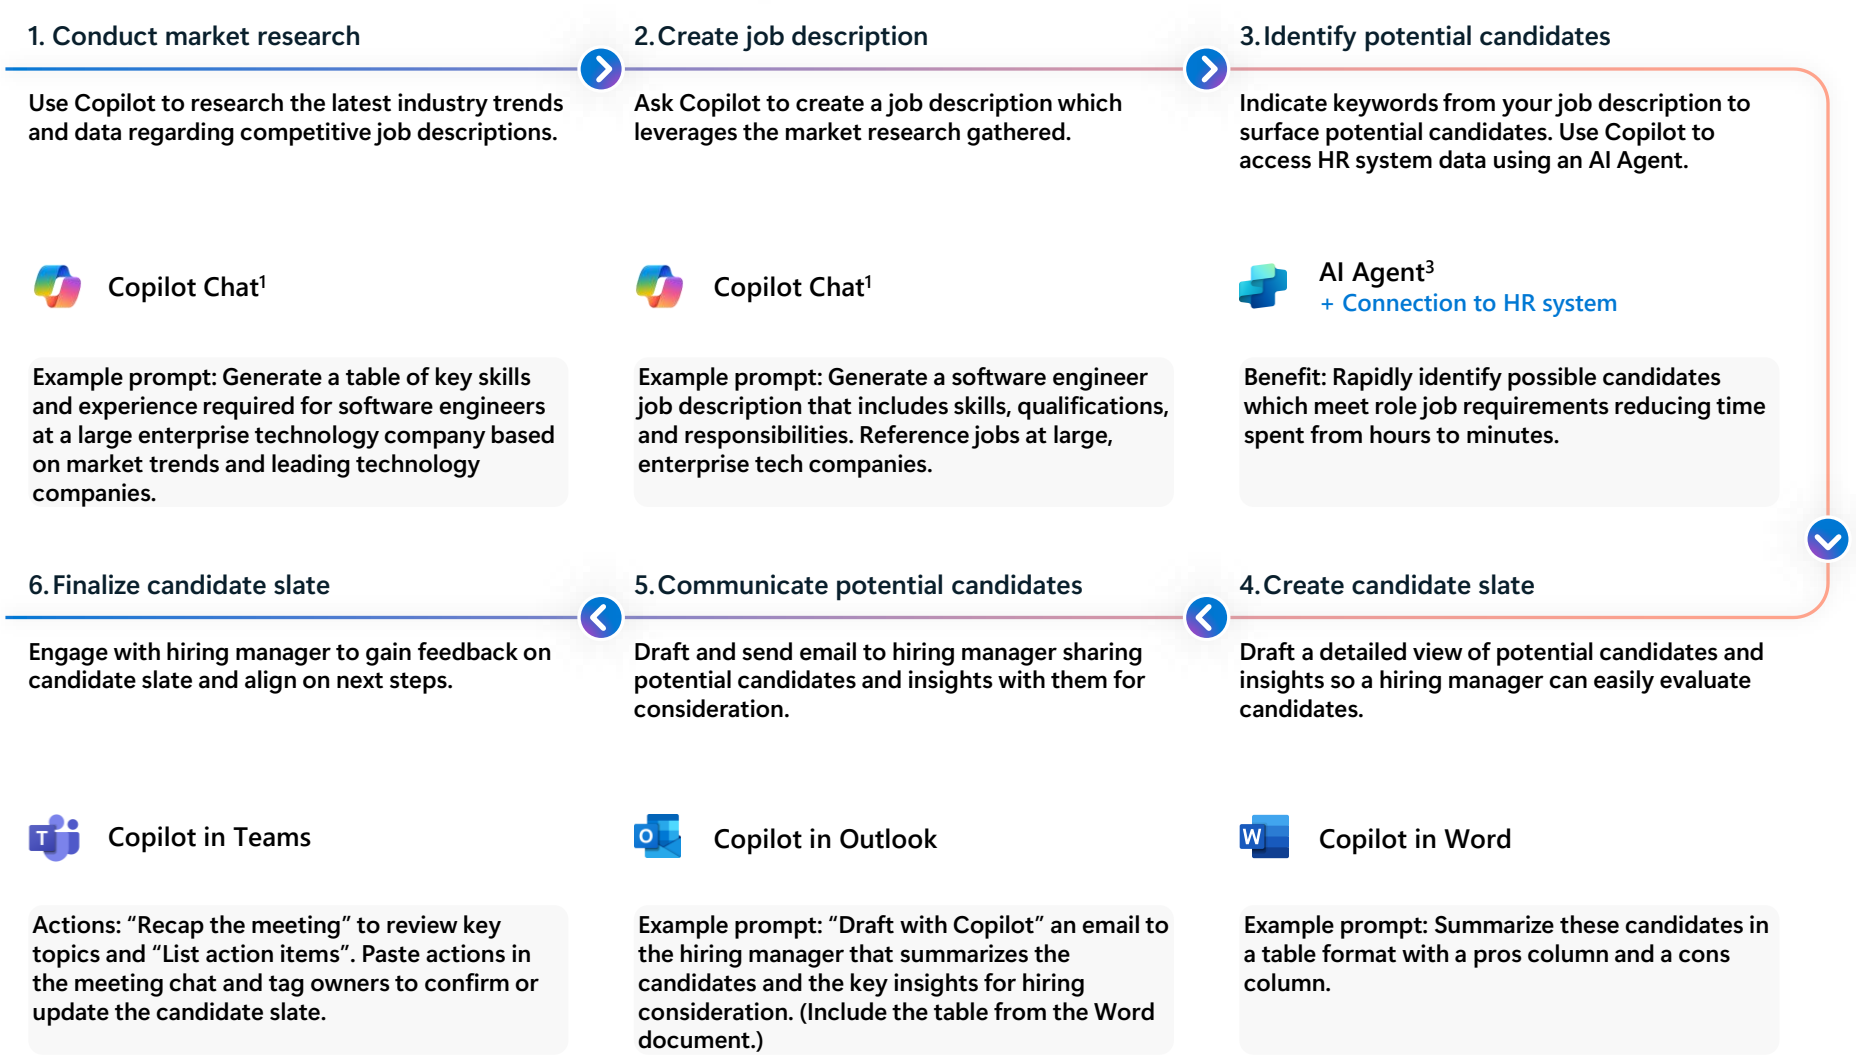 1. Conduct market research
Use Copilot to research the latest industry trends
and data regarding competitive job descriptions.
Copilot Chat1
Example prompt: Generate a table of key skills
and experience required for software engineers
at a large enterprise technology company based
on market trends and leading technology
companies.
2. Create job description
Ask Copilot to create a job description which
leverages the market research gathered.
Copilot Chat1
Example prompt: Generate a software engineer
job description that includes skills, qualifications,
and responsibilities. Reference jobs at large,
enterprise tech companies.
3. Identify potential candidates
Indicate keywords from your job description to
surface potential candidates. Use Copilot to
access HR system data using an AI Agent.
AI Agent3
+ Connection to HR system
Benefit: Rapidly identify possible candidates
which meet role job requirements reducing time
spent from hours to minutes.
4. Create candidate slate
Draft a detailed view of potential candidates and
insights so a hiring manager can easily evaluate
candidates.
W
Copilot in Word
Example prompt: Summarize these candidates in
a table format with a pros column and a cons
column.
5. Communicate potential candidates
Draft and send email to hiring manager sharing
potential candidates and insights with them for
consideration.
O
Copilot in Outlook
Example prompt: “Draft with Copilot” an email to
the hiring manager that summarizes the
candidates and the key insights for hiring
consideration. (Include the table from the Word
document.)
6. Finalize candidate slate
Engage with hiring manager to gain feedback on
candidate slate and align on next steps.
T
Copilot in Teams
Actions: “Recap the meeting” to review key
topics and “List action items”. Paste actions in
the meeting chat and tag owners to confirm or
update the candidate slate.